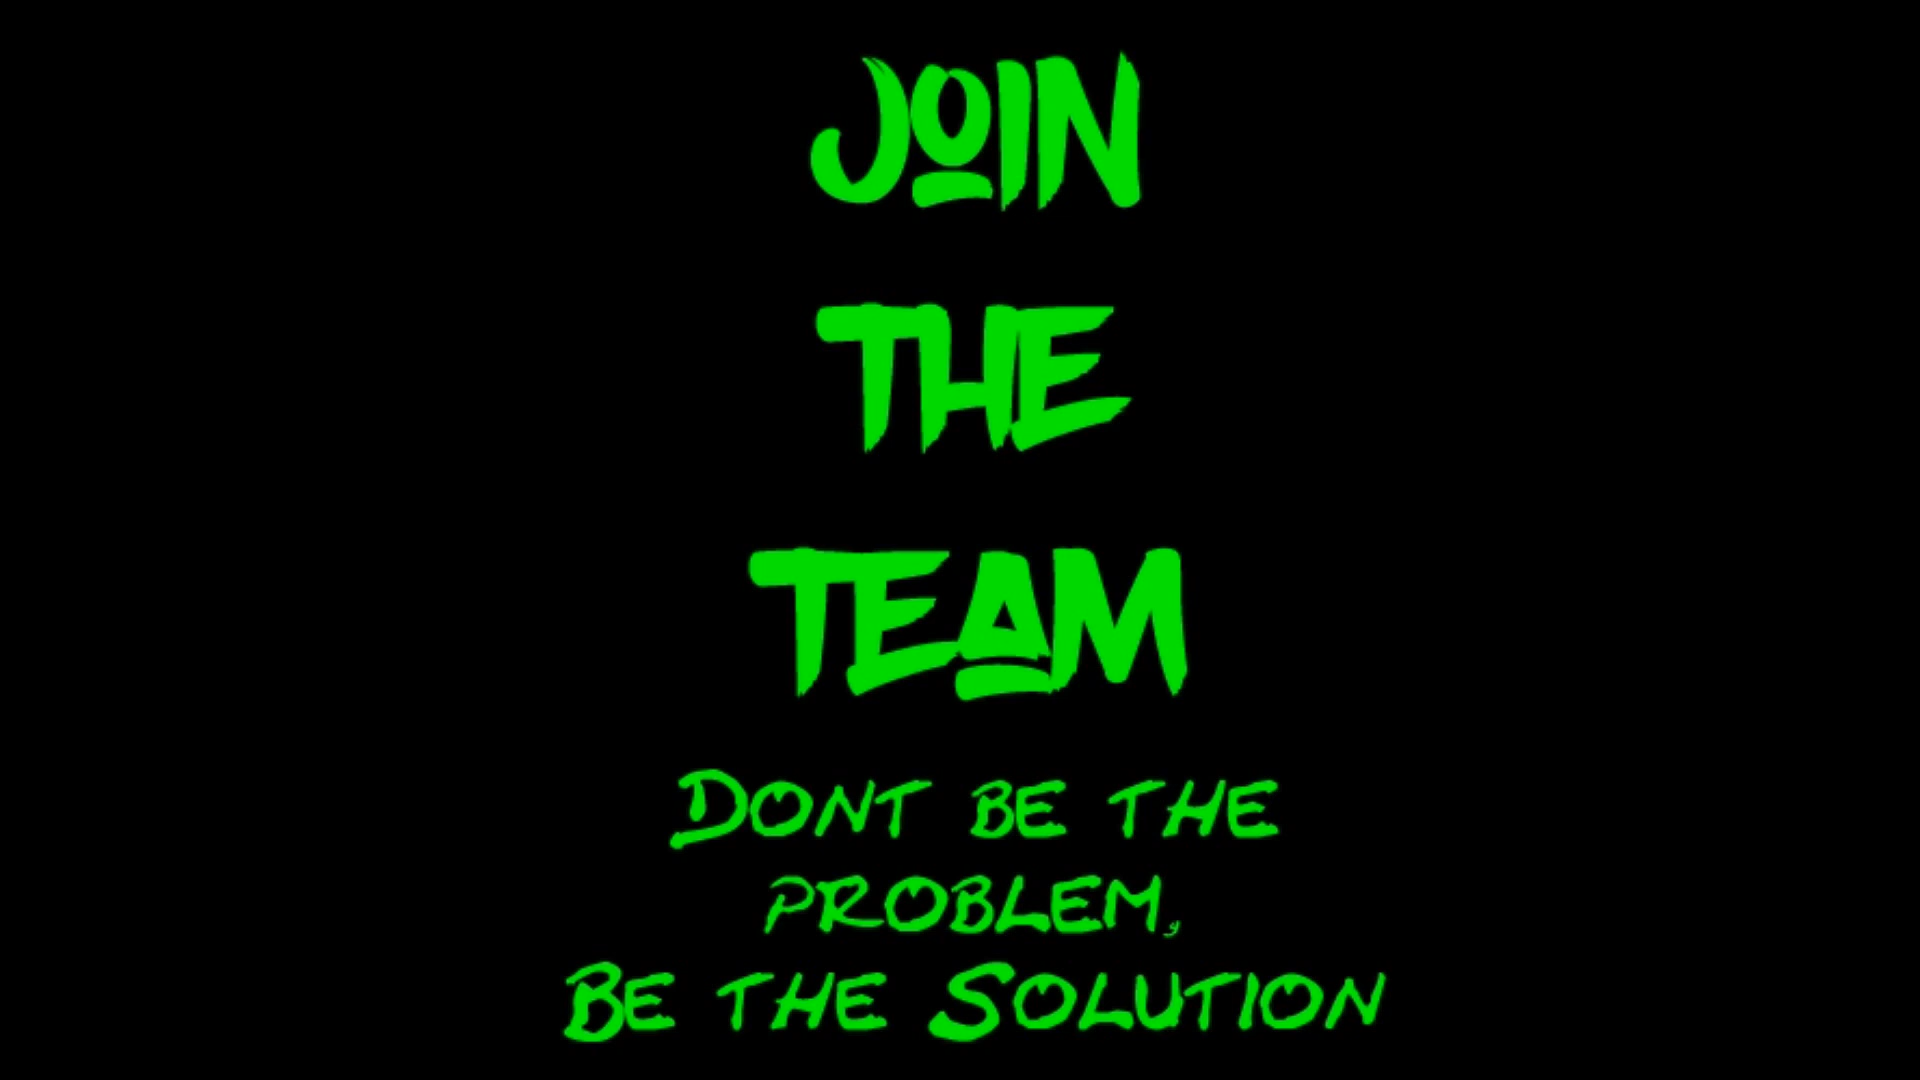 JOIN
THE
TEAM
DONT BE THE
PROBLEM,
BE THE SOLUTION